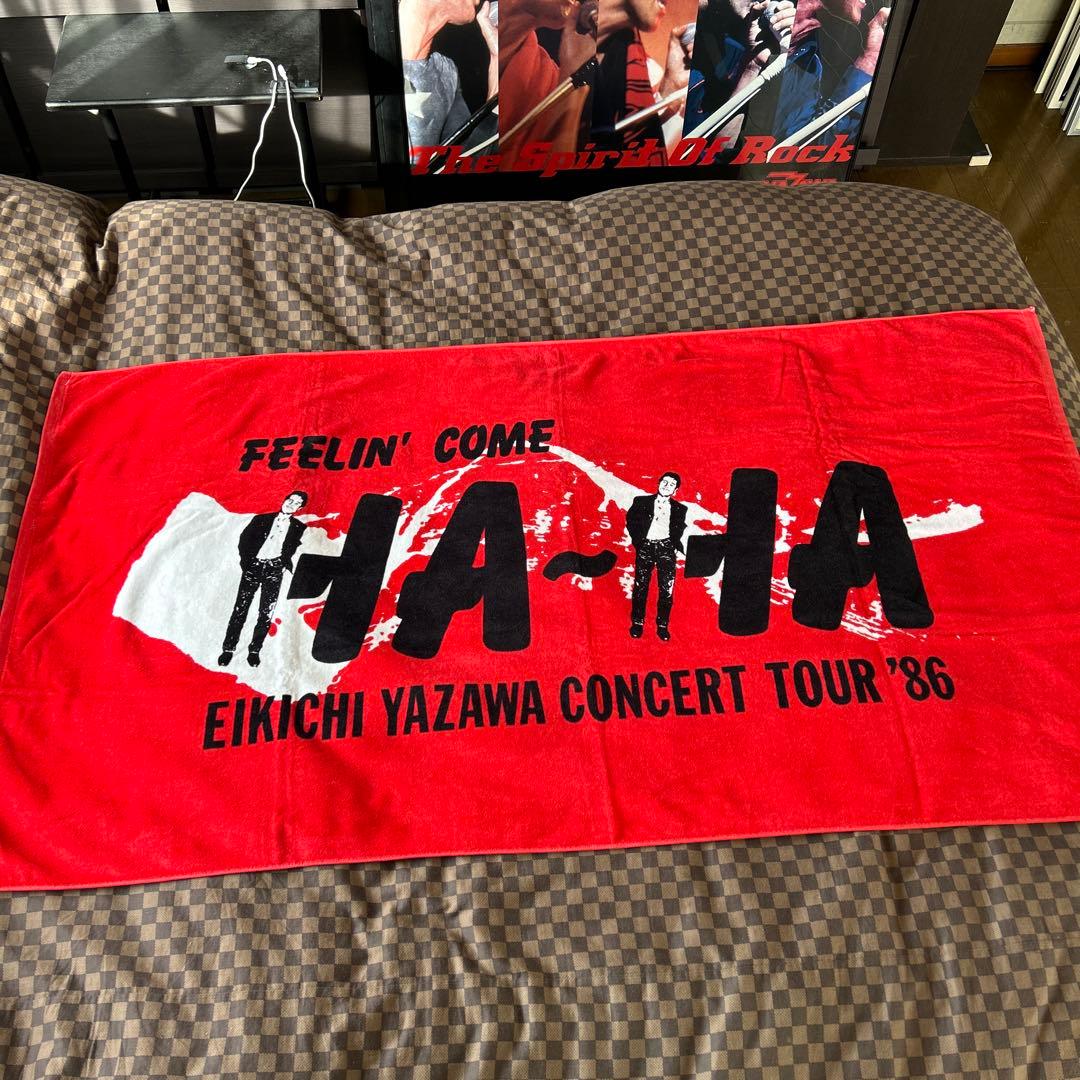 The Spirit Of Rock
FEELIN' COME
HA~HA
EIKICHI YAZAWA CONCERT TOUR '86